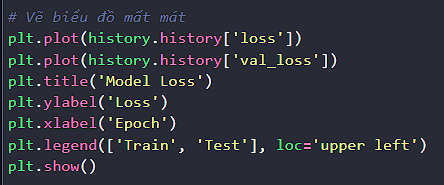 # Vẽ biểu đồ mất mát
plt.plot(history.history['loss'])
plt.plot(history.history['val_loss'])
plt.title('Model Loss')
plt.ylabel('Loss')
plt.xlabel('Epoch')
plt.legend(['Train', 'Test'], loc='upper left')
plt.show()